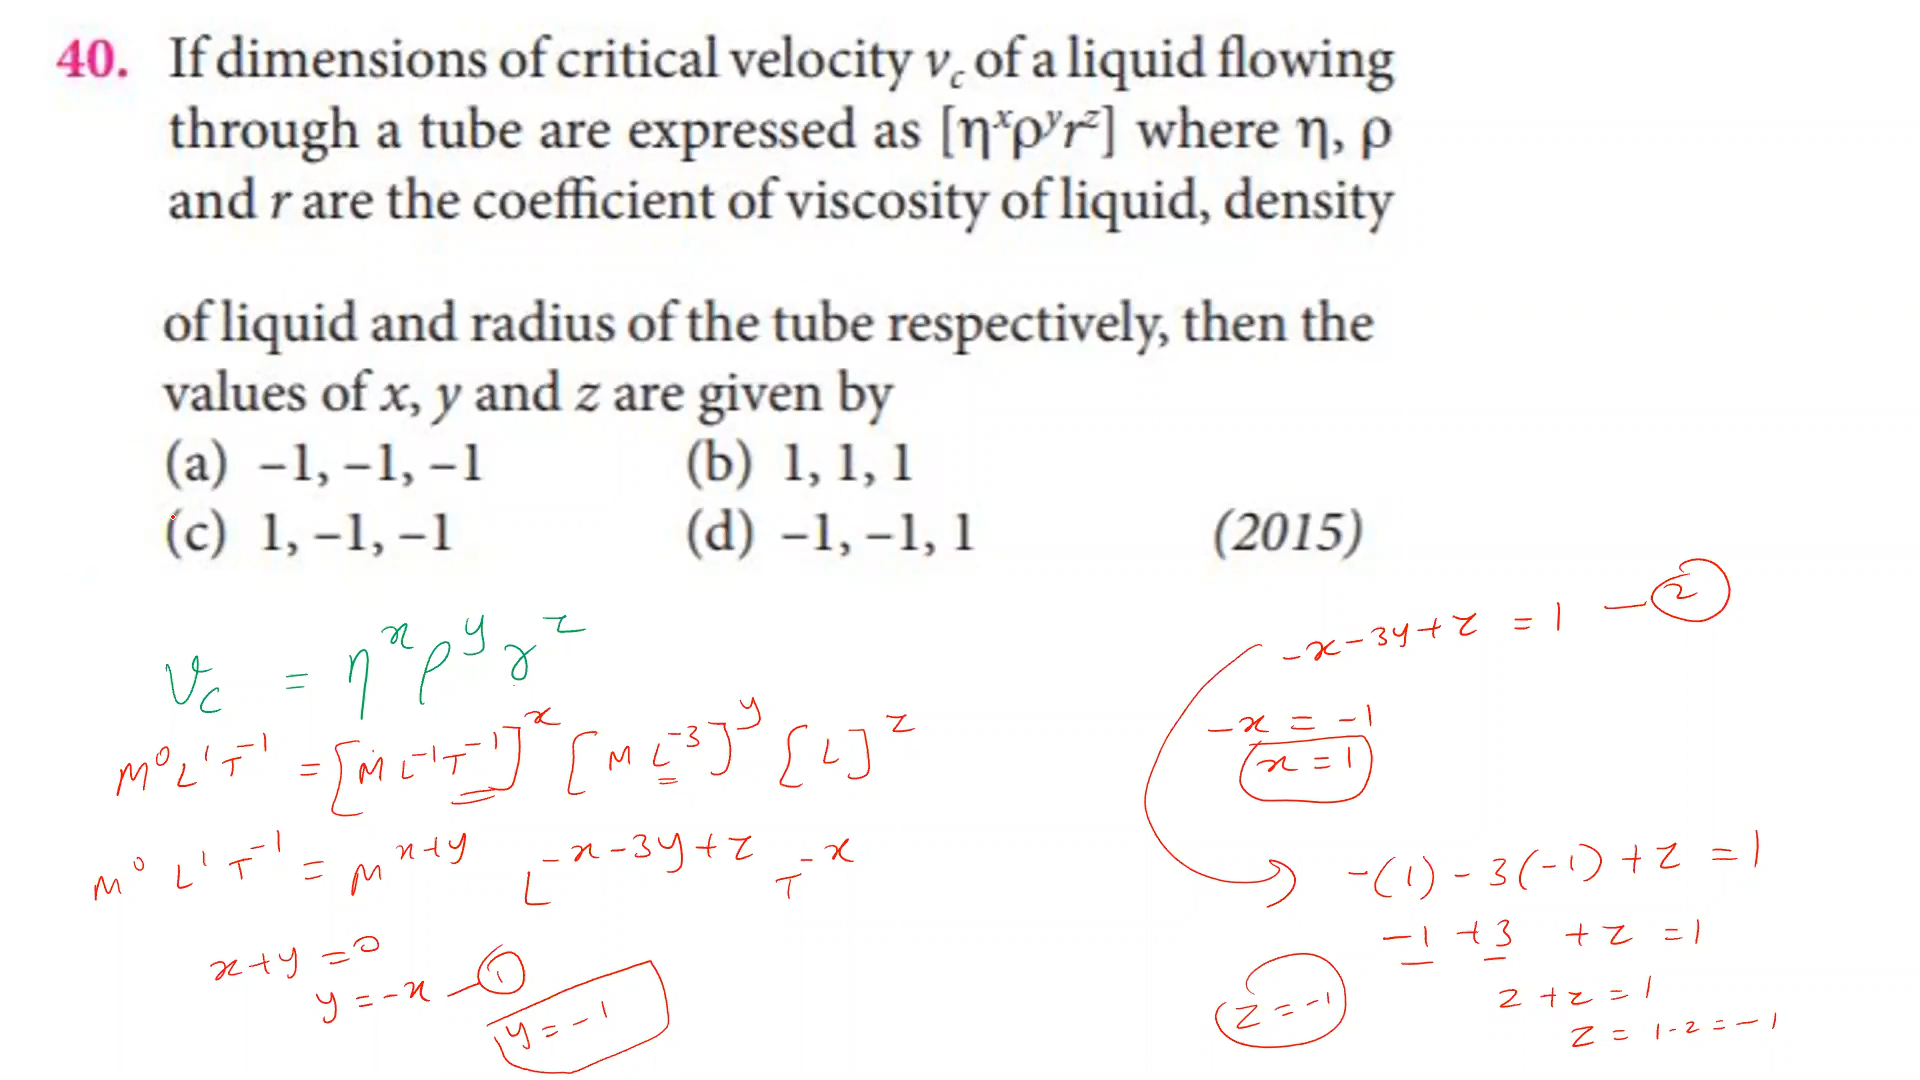 40. If dimensions of critical velocity v_c of a liquid flowing
through a tube are expressed as [η^x ρ^y r^z] where η, ρ
and r are the coefficient of viscosity of liquid, density
of liquid and radius of the tube respectively, then the
values of x, y and z are given by
(a) –1, –1, –1 (b) 1, 1, 1
(c) 1, –1, –1 (d) –1, –1, 1 (2015)
v_c = η^x ρ^y r^z
M^0 L^1 T^-1 = [M L^-1 T^-1]^x [M L^-3]^y [L]^z
M^0 L^1 T^-1 = M^x+y L^-x-3y+z T^-x
x+y = 0
y = -x — 1
y = -1
-x-3y+z = 1 — 2
-x = -1
x = 1
-(1) - 3(-1) + z = 1
-1 + 3 + z = 1
2 + z = 1
z = 1-2 = -1
z = -1